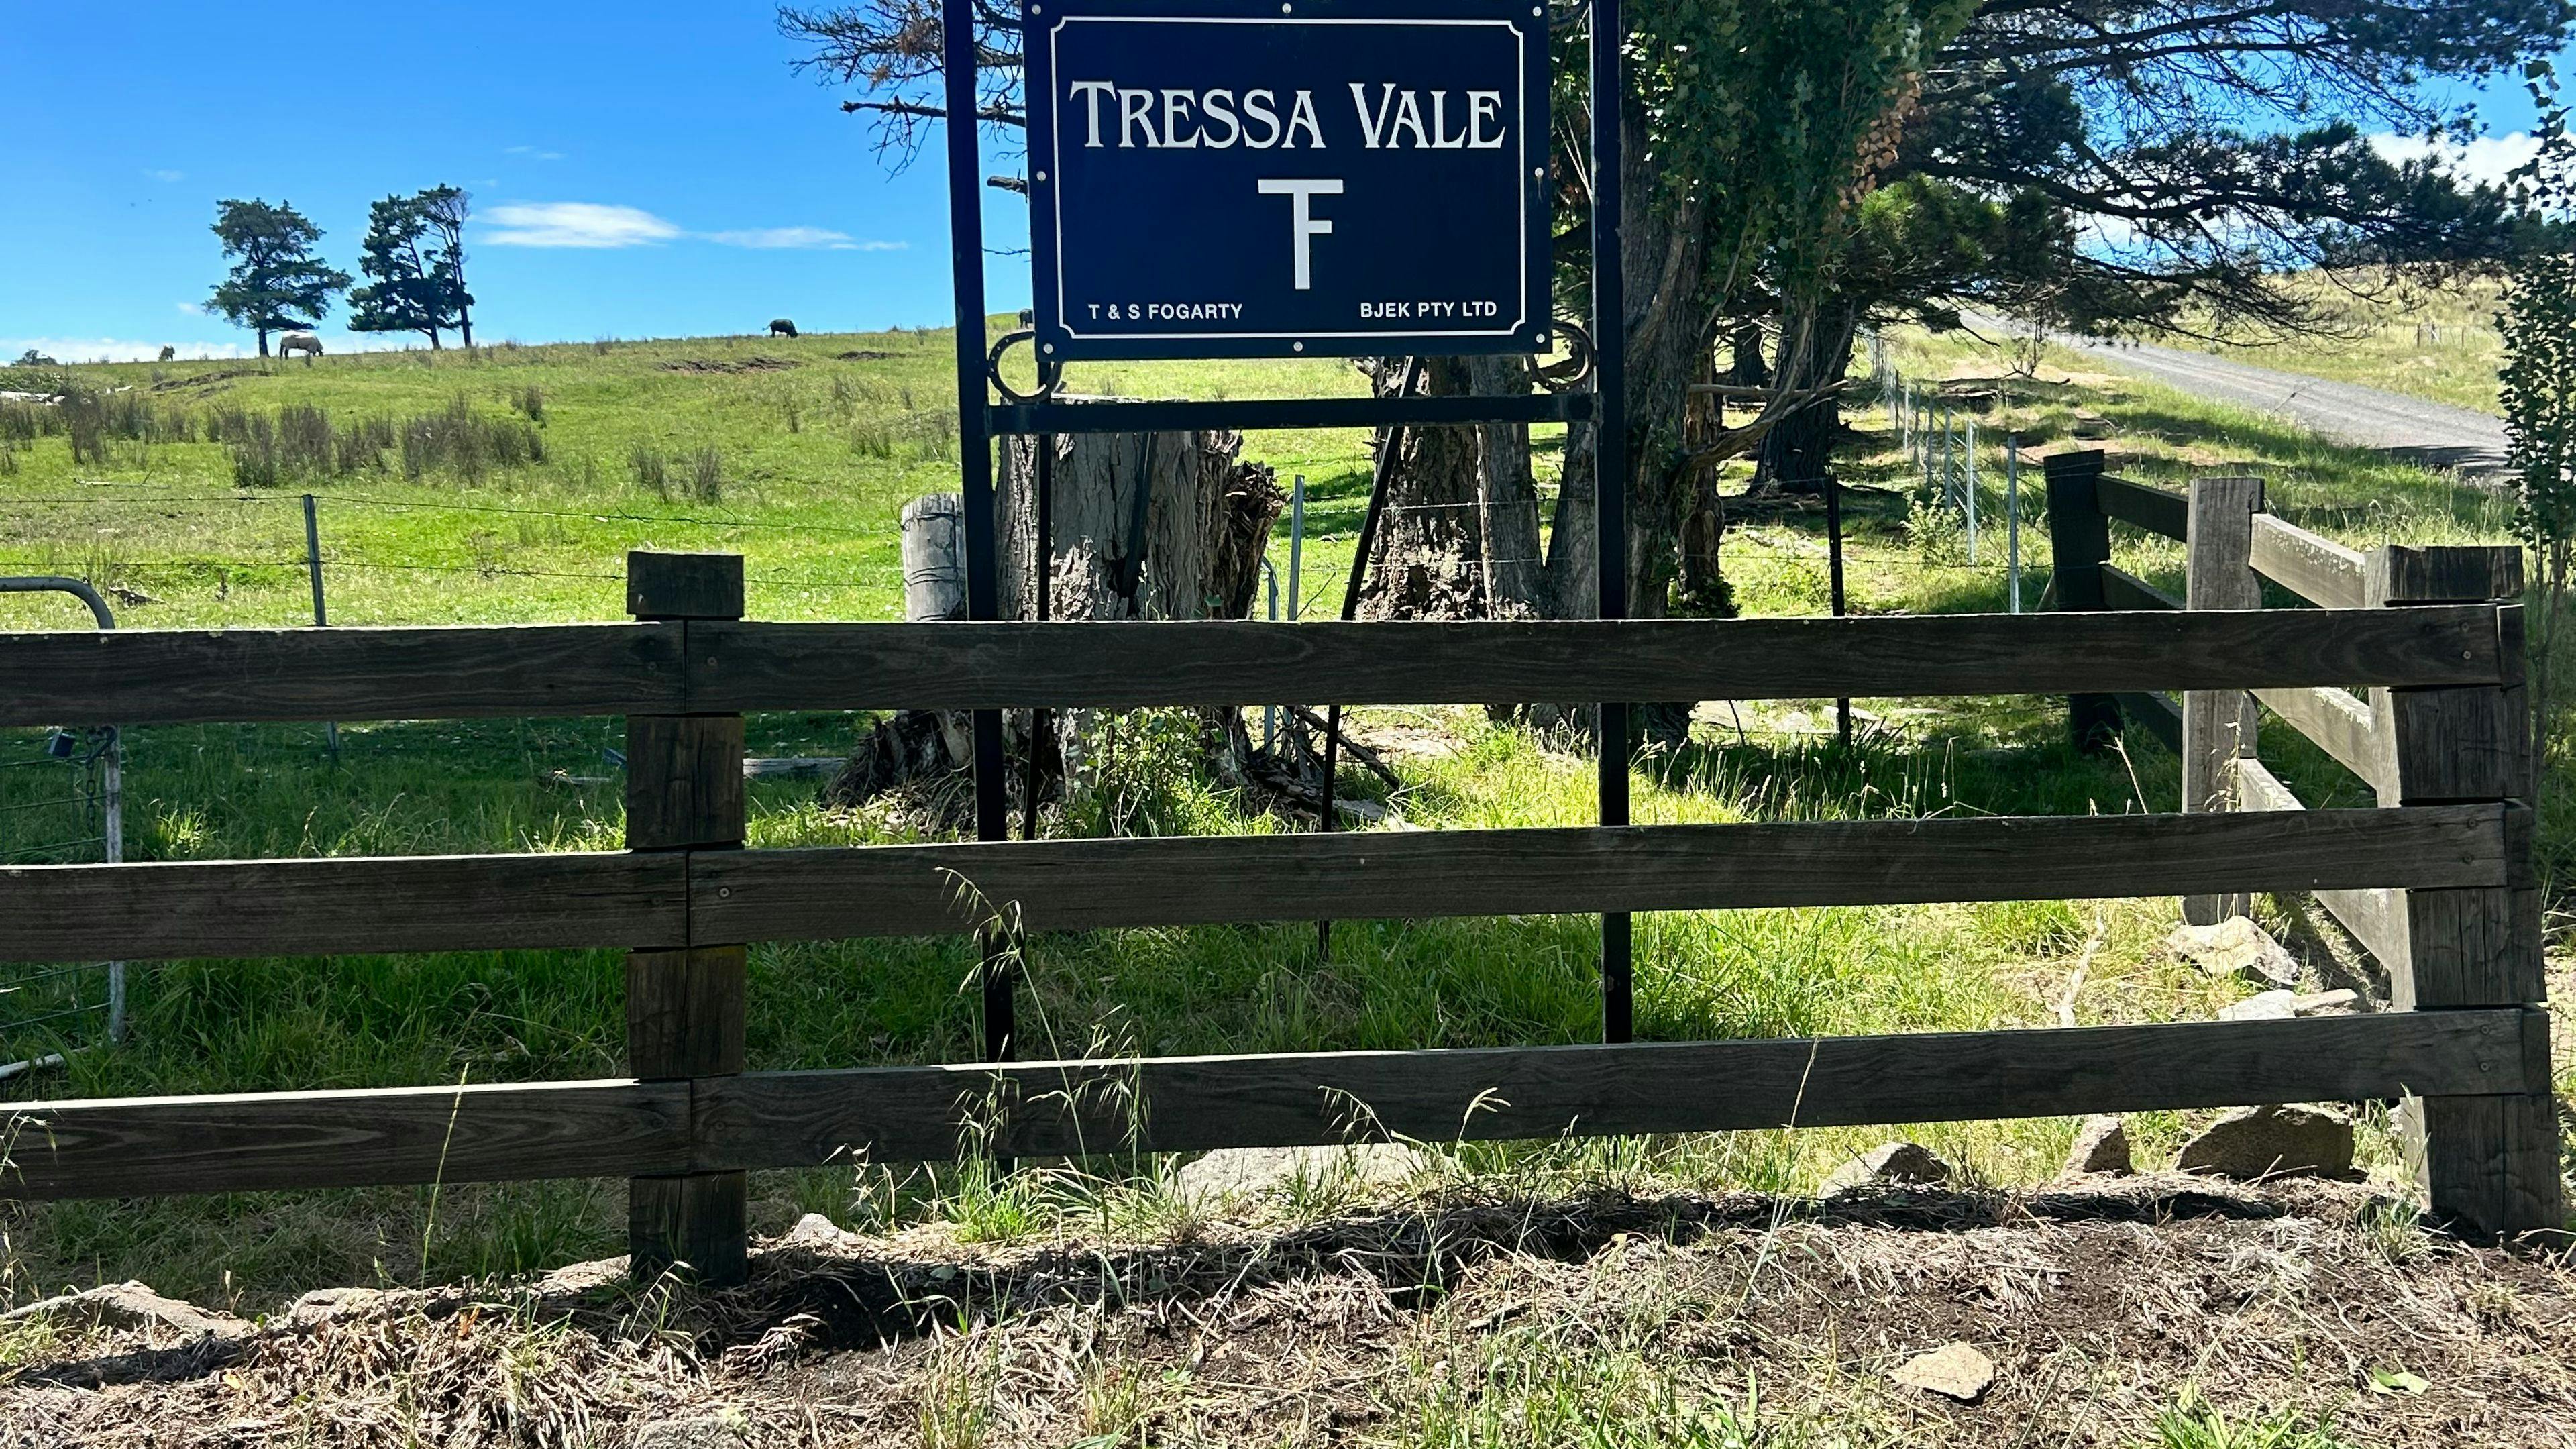 TRESSA VALE
TF
T & S FOGARTY BJEK PTY LTD